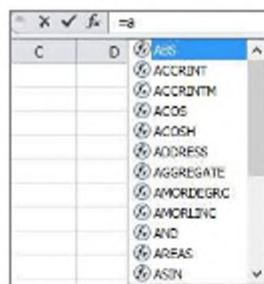 =a
C D
ABS
ACCRINT
ACCRINTM
ACOS
ACOSH
ADDRESS
AGGREGATE
AMORDEGRC
AMORLINC
AND
AREAS
ASIN